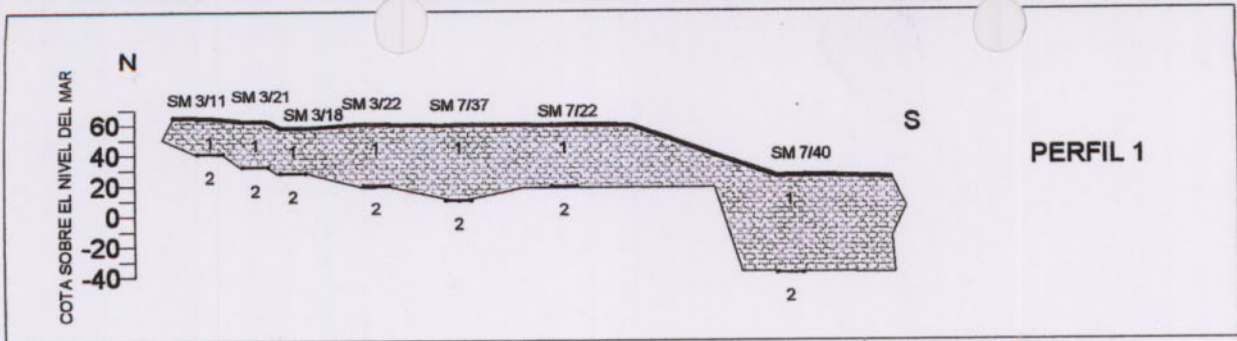 N
SM 3/11 SM 3/21 SM 3/18 SM 3/22 SM 7/37 SM 7/22
S
PERFIL 1
SM 7/40
COTA SOBRE EL NIVEL DEL MAR
60
40
20
0
-20
-40
1 1 1 1 1 1 1
2 2 2 2 2 2 2